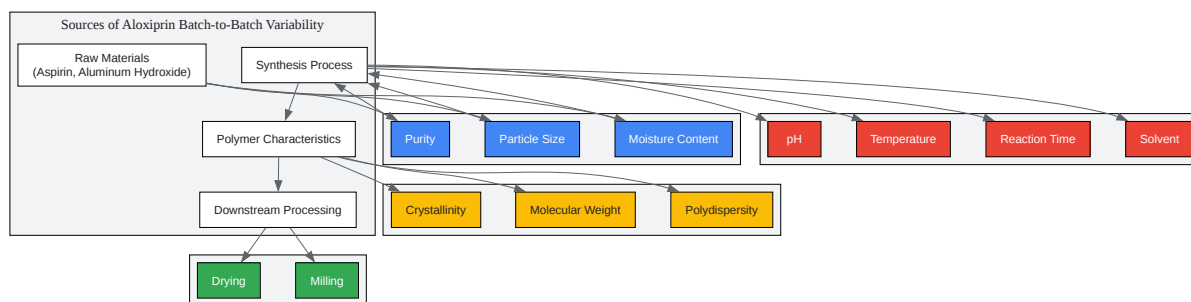 Sources of Aloxiprin Batch-to-Batch Variability
Raw Materials
(Aspirin, Aluminum Hydroxide)
Synthesis Process
Polymer Characteristics
Purity
Particle Size
Moisture Content
pH
Temperature
Reaction Time
Solvent
Downstream Processing
Crystallinity
Molecular Weight
Polydispersity
Drying
Milling